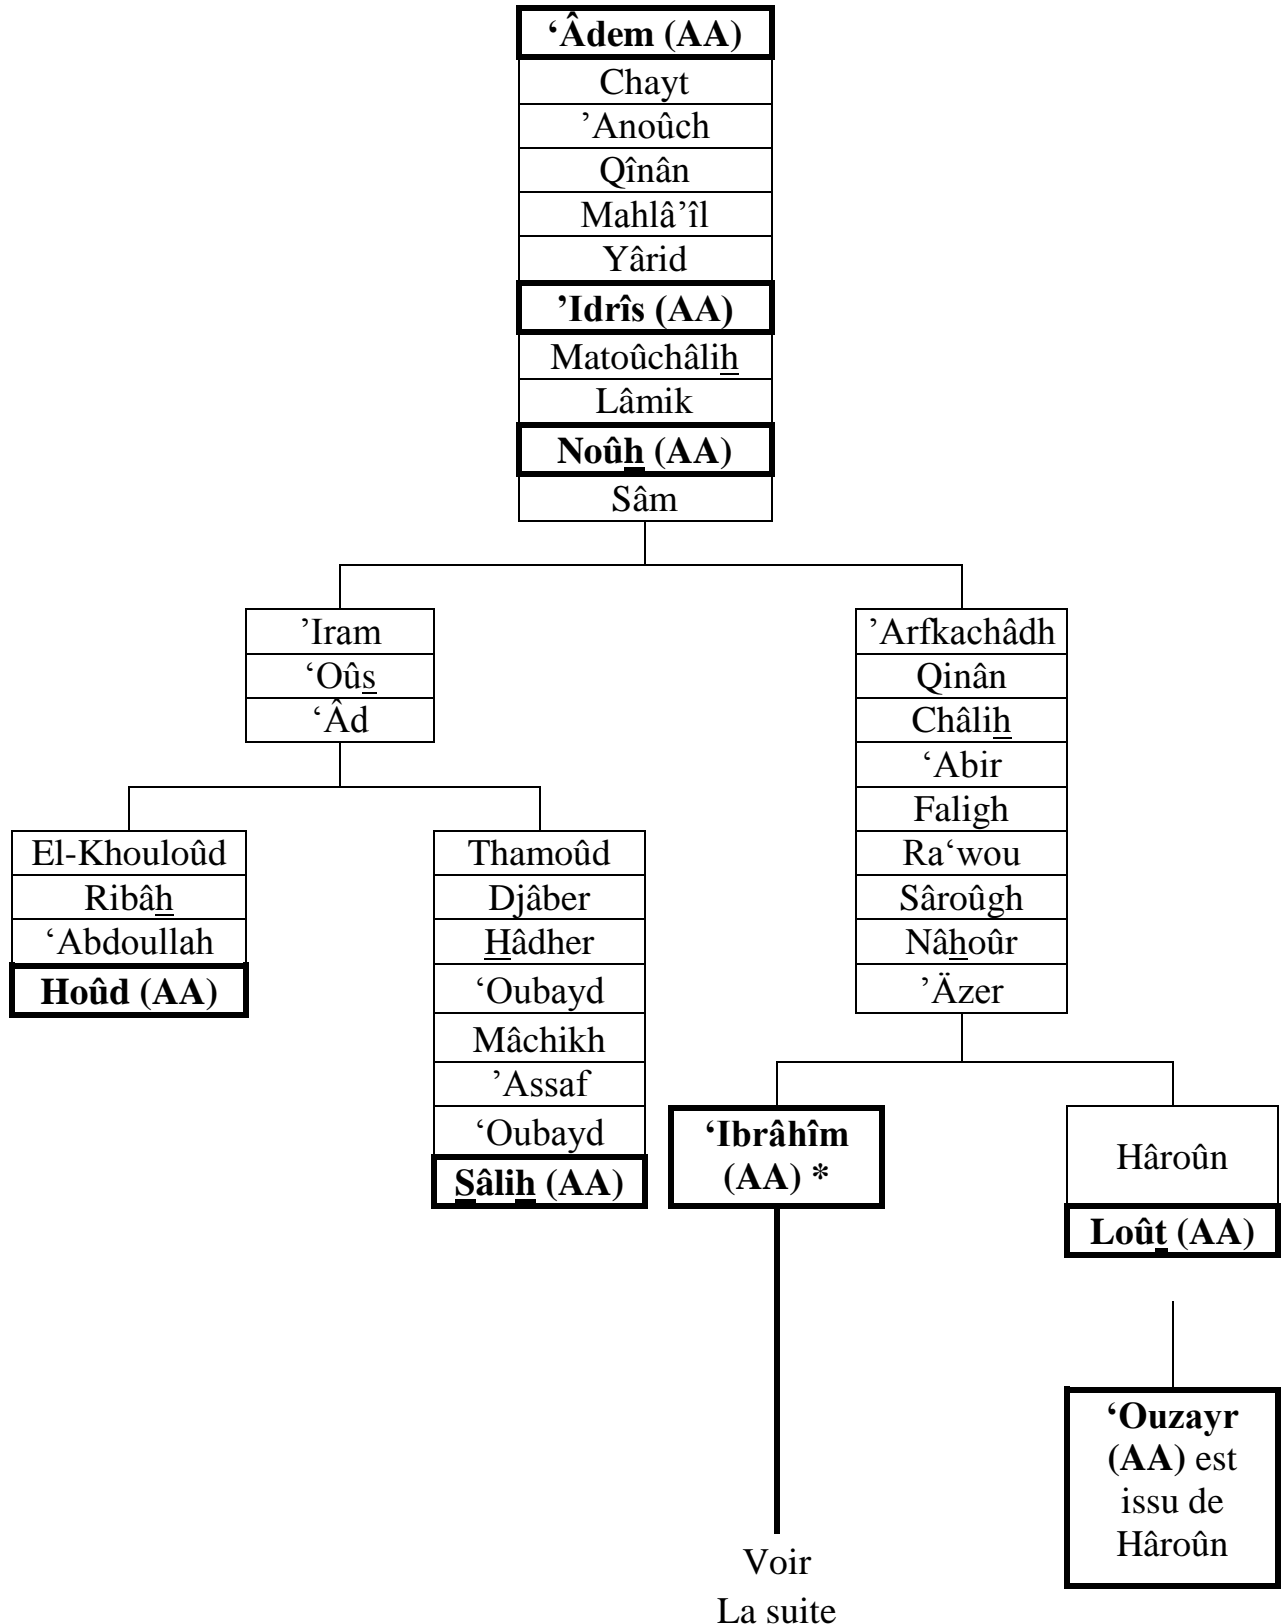 ‘Âdem (AA)
Chayt
’Anoûch
Qînân
Mahlâ’îl
Yârid
’Idrîs (AA)
Matoûchâlih
Lâmik
Noûh (AA)
Sâm
’Iram
‘Oûs
‘Âd
El-Khouloûd
Ribâh
‘Abdoullah
Hoûd (AA)
Thamoûd
Djâber
Hâdher
‘Oubayd
Mâchikh
’Assaf
‘Oubayd
Sâlih (AA)
’Arfkachâdh
Qinân
Châlih
‘Abir
Faligh
Ra‘wou
Sâroûgh
Nâhoûr
’Äzer
‘Ibrâhîm
(AA) *
Voir
La suite
Hâroûn
Loût (AA)
‘Ouzayr
(AA) est
issu de
Hâroûn